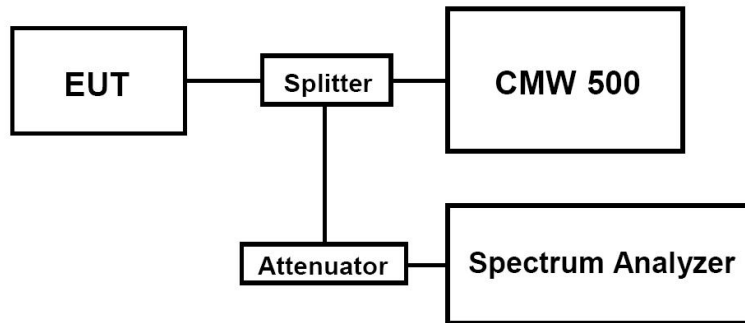 EUT
Splitter
CMW 500
Attenuator
Spectrum Analyzer